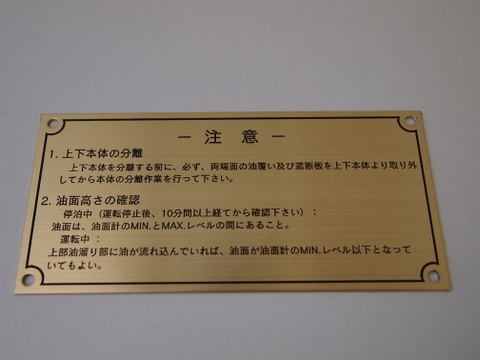 － 注 意 －
1. 上下本体の分離
上下本体を分離する前に、必ず、両端面の油覆い及び遮断板を上下本体より取り外
してから本体の分離作業を行って下さい。
2. 油面高さの確認
停泊中（運転停止後、10分間以上経てから確認下さい）：
油面は、油面計のMIN.とMAX.レベルの間にあること。
運転中：
上部油溜り部に油が流れ込んでいれば、油面が油面計のMIN.レベル以下となって
いてもよい。